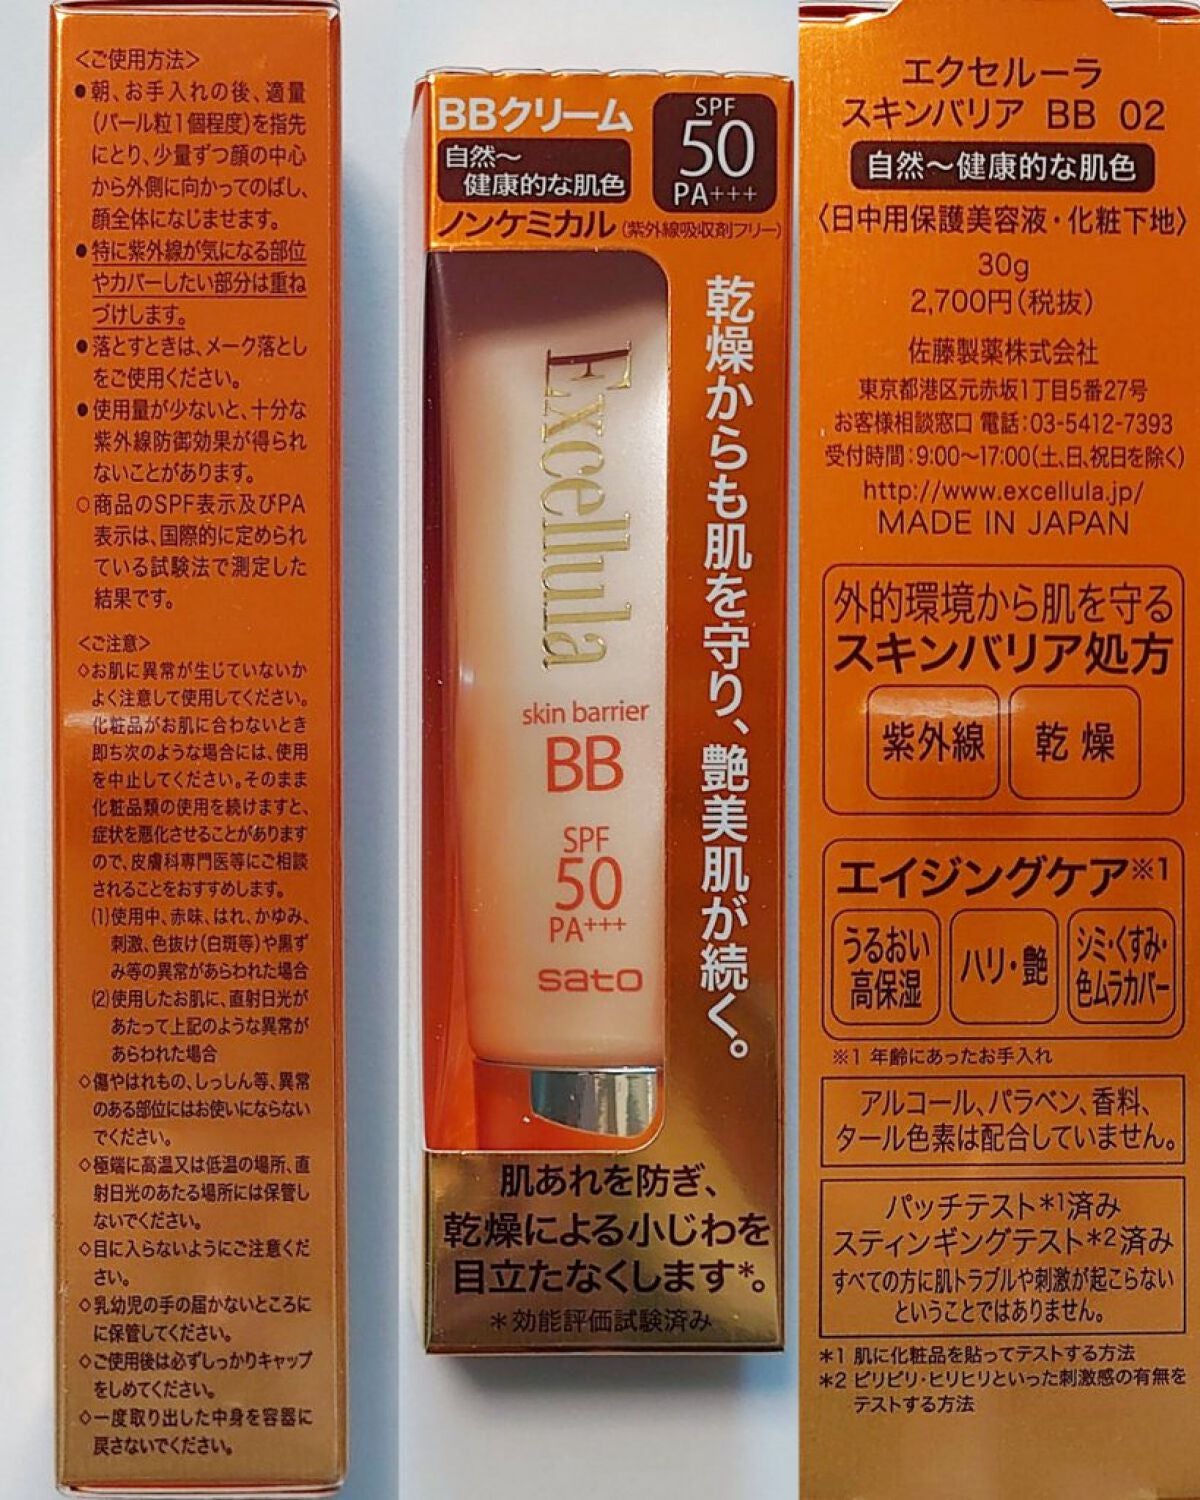 <ご使用方法>
●朝、お手入れの後、適量
(パール粒1個程度)を指先
にとり、少量ずつ顔の中心
から外側に向かってのばし、
顔全体になじませます。
●特に紫外線が気になる部位
やカバーしたい部分は重ね
づけします。
●落とすときは、メーク落とし
をご使用ください。
●使用量が少ないと、十分な
紫外線防御効果が得られ
ないことがあります。
○商品のSPF表示及びPA
表示は、国際的に定められ
ている試験法で測定した
結果です。
<ご注意>
◇お肌に異常が生じていないか
よく注意して使用してください。
化粧品がお肌に合わないとき
即ち次のような場合には、使用
を中止してください。そのまま
化粧品類の使用を続けますと、
症状を悪化させることがあります
ので、皮膚科専門医等にご相談
されることをおすすめします。
(1)使用中、赤味、はれ、かゆみ、
刺激、色抜け(白斑等)や黒ず
み等の異常があらわれた場合
(2)使用したお肌に、直射日光が
あたって上記のような異常が
あらわれた場合
◇傷やはれもの、しっしん等、異常
のある部位にはお使いにならない
でください。
◇極端に高温又は低温の場所、直
射日光のあたる場所には保管し
ないでください。
◇目に入らないようにご注意くだ
さい。
◇乳幼児の手の届かないところに
に保管してください。
◇ご使用後は必ずしっかりキャップ
をしめてください。
◇一度取り出した中身を容器に
戻さないでください。
BBクリーム
自然～
健康的な肌色
SPF
50
PA+++
ノンケミカル(紫外線吸収剤フリー)
乾燥からも肌を守り、艶美肌が続く。
Excellula
skin barrier
BB
SPF
50
PA+++
sato
肌あれを防ぎ、
乾燥による小じわを
目立たなくします*。
*効能評価試験済み
エクセルーラ
スキンバリア BB 02
自然～健康的な肌色
〈日中用保護美容液・化粧下地〉
30g
2,700円(税抜)
佐藤製薬株式会社
東京都港区元赤坂1丁目5番27号
お客様相談窓口 電話:03-5412-7393
受付時間:9:00～17:00(土、日、祝日を除く)
http://www.excellula.jp/
MADE IN JAPAN
外的環境から肌を守る
スキンバリア処方
紫外線
乾燥
エイジングケア※1
うるおい
高保湿
ハリ・艶
シミ・くすみ・
色ムラカバー
※1 年齢にあったお手入れ
アルコール、パラベン、香料、
タール色素は配合していません。
パッチテスト*1済み
スティンギングテスト*2済み
すべての方に肌トラブルや刺激が起こらない
ということではありません。
*1 肌に化粧品を貼ってテストする方法
*2 ピリピリ・ヒリヒリといった刺激感の有無を
テストする方法